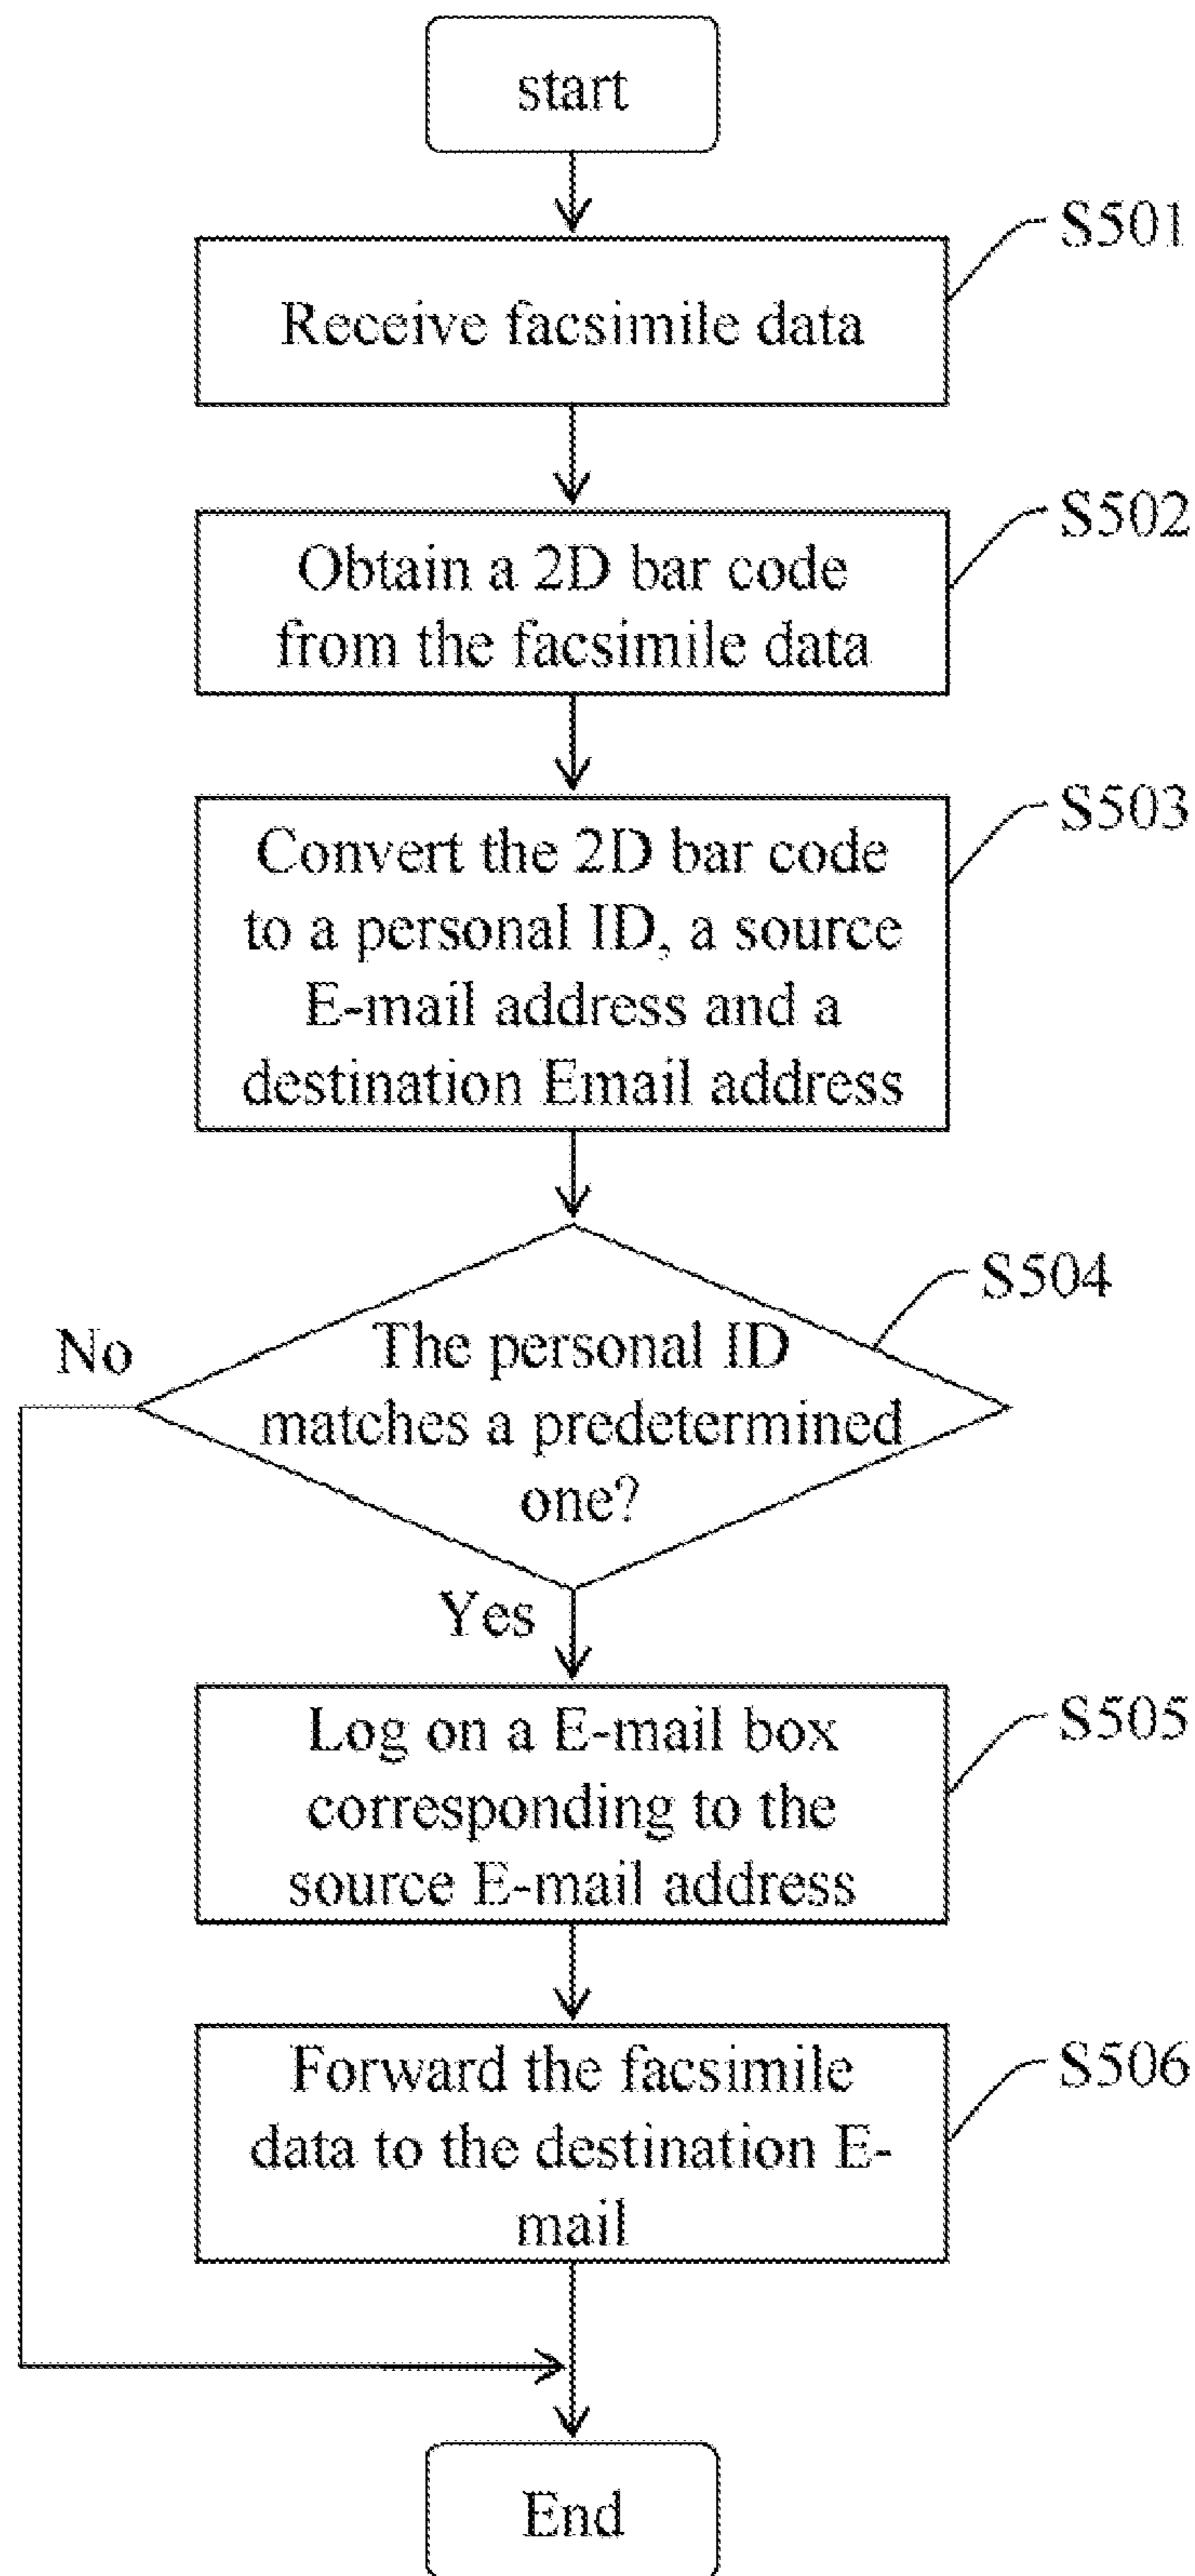 start
S501
Receive facsimile data
S502
Obtain a 2D bar code
from the facsimile data
S503
Convert the 2D bar code
to a personal ID, a source
E-mail address and a
destination Email address
S504
No
The personal ID
matches a predetermined
one?
Yes
S505
Log on a E-mail box
corresponding to the
source E-mail address
S506
Forward the facsimile
data to the destination E-
mail
End